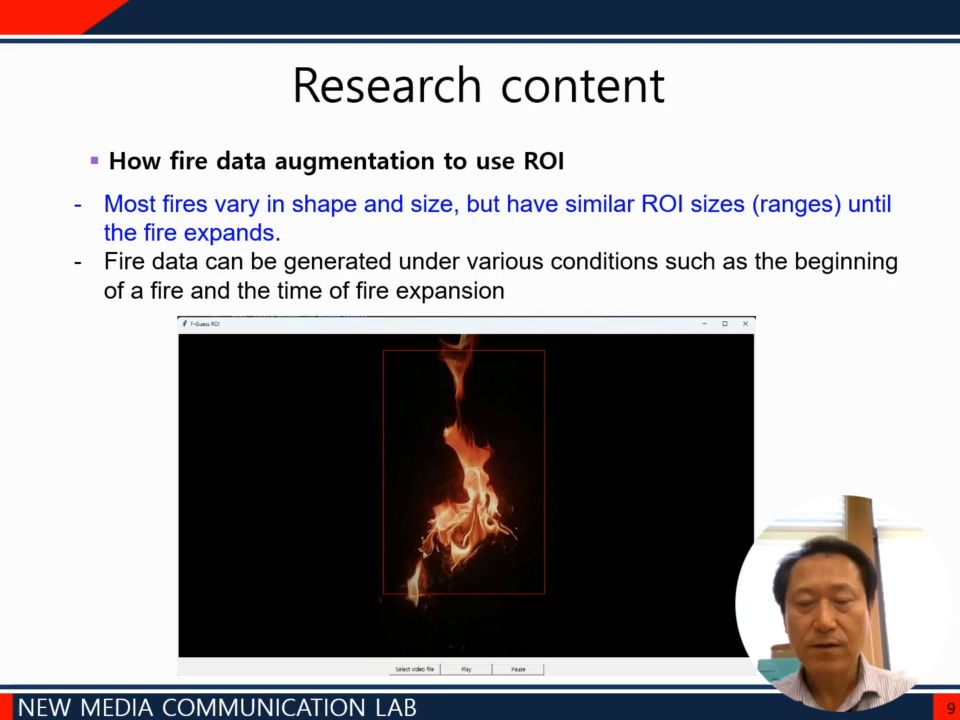 Research content
▪ How fire data augmentation to use ROI
- Most fires vary in shape and size, but have similar ROI sizes (ranges) until
the fire expands.
- Fire data can be generated under various conditions such as the beginning
of a fire and the time of fire expansion
F-Guess ROI
Select video file Play Pause
NEW MEDIA COMMUNICATION LAB
9